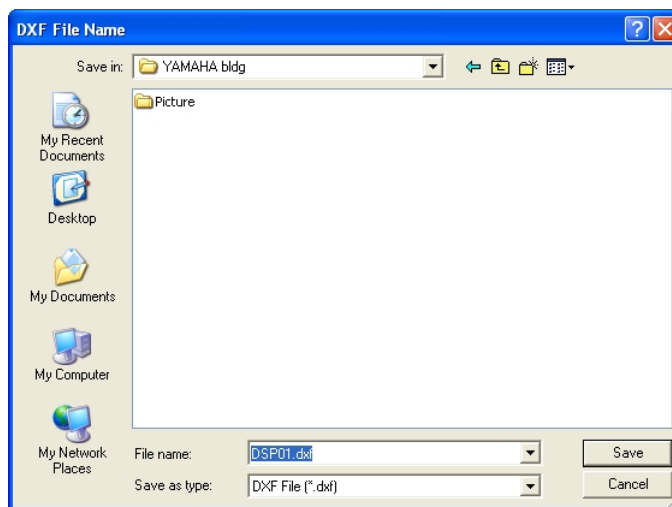 DXF File Name
Save in: YAMAHA bldg
Picture
My Recent
Documents
Desktop
My Documents
My Computer
My Network
Places
File name: DSP01.dxf Save
Save as type: DXF File (*.dxf) Cancel